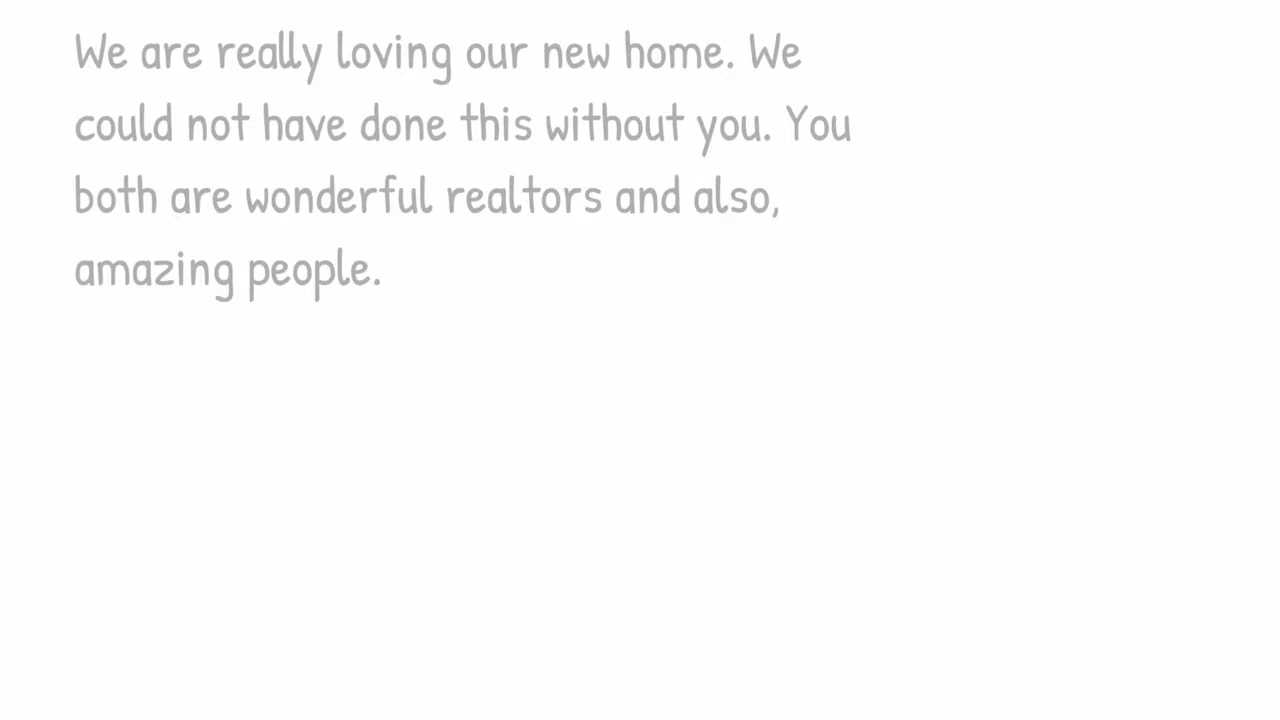 We are really loving our new home. We
could not have done this without you. You
both are wonderful realtors and also,
amazing people.